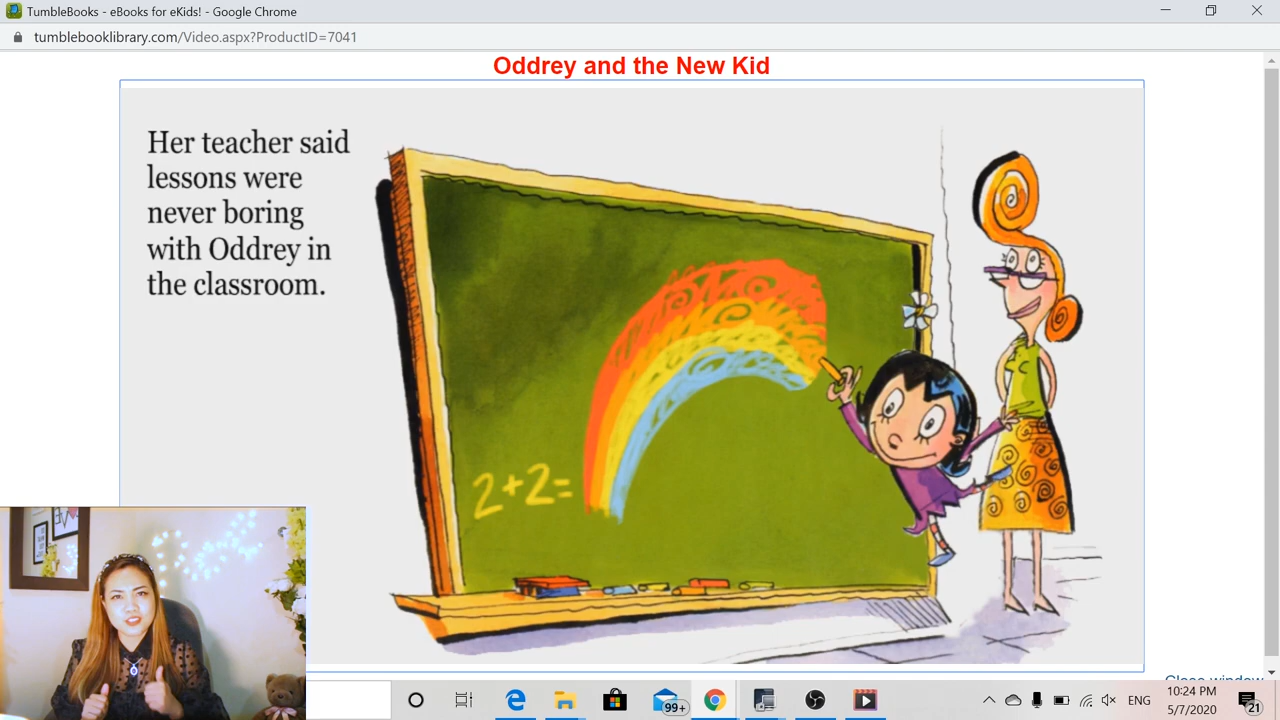 TumbleBooks - eBooks for eKids! - Google Chrome
tumblebooklibrary.com/Video.aspx?ProductID=7041
Oddrey and the New Kid
Her teacher said
lessons were
never boring
with Oddrey in
the classroom.
2+2=
Close window
99+
ENG
10:24 PM
5/7/2020
21